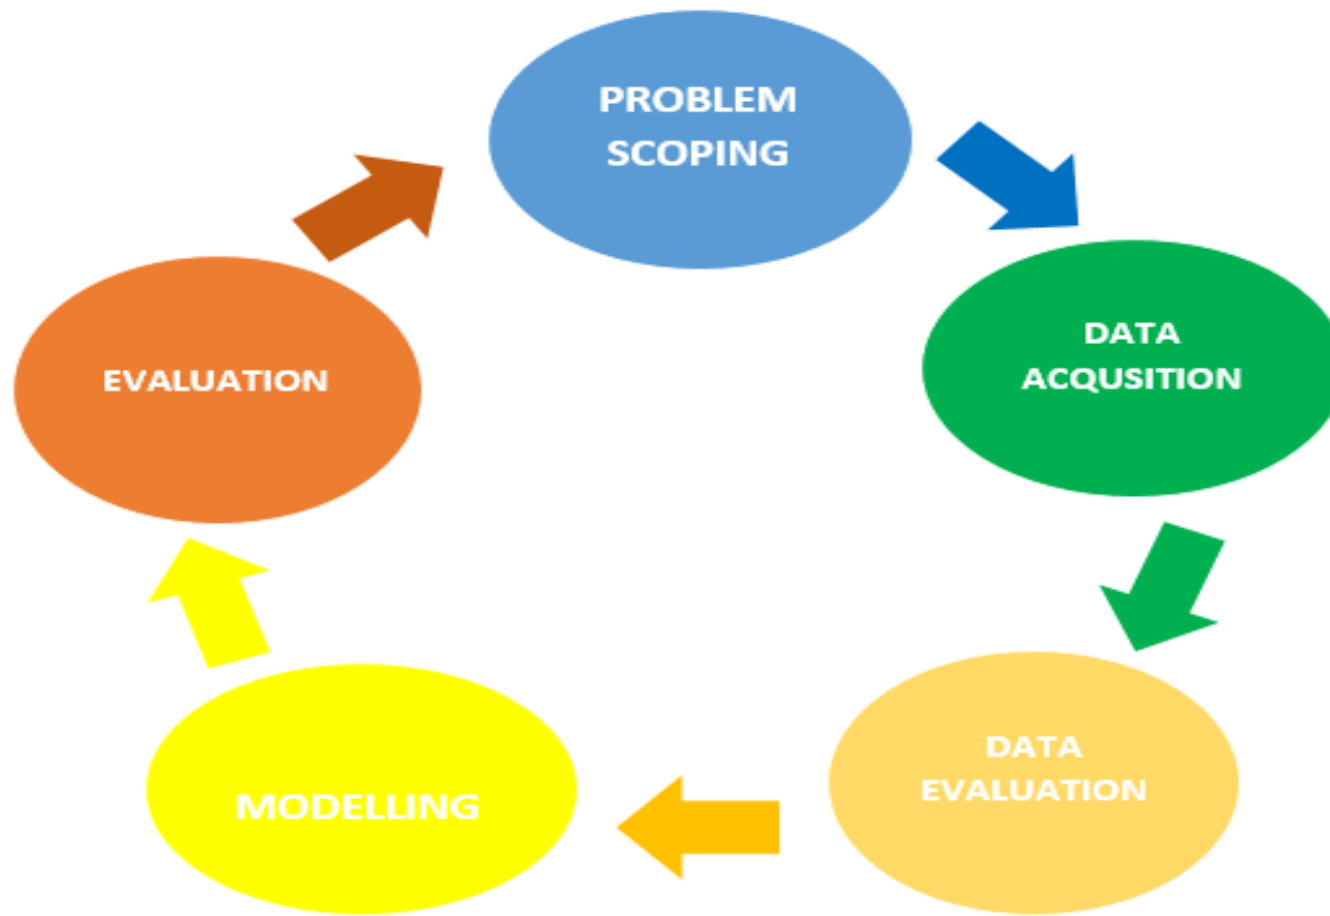 PROBLEM
SCOPING
DATA
ACQUSITION
DATA
EVALUATION
MODELLING
EVALUATION